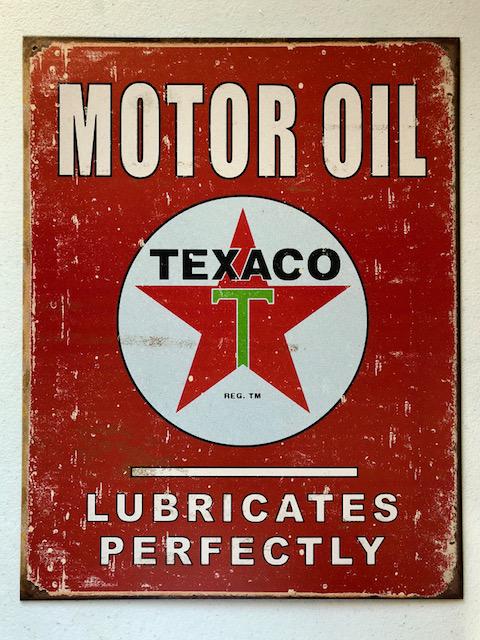 MOTOR OIL
TEXACO
T
REG. TM
LUBRICATES
PERFECTLY